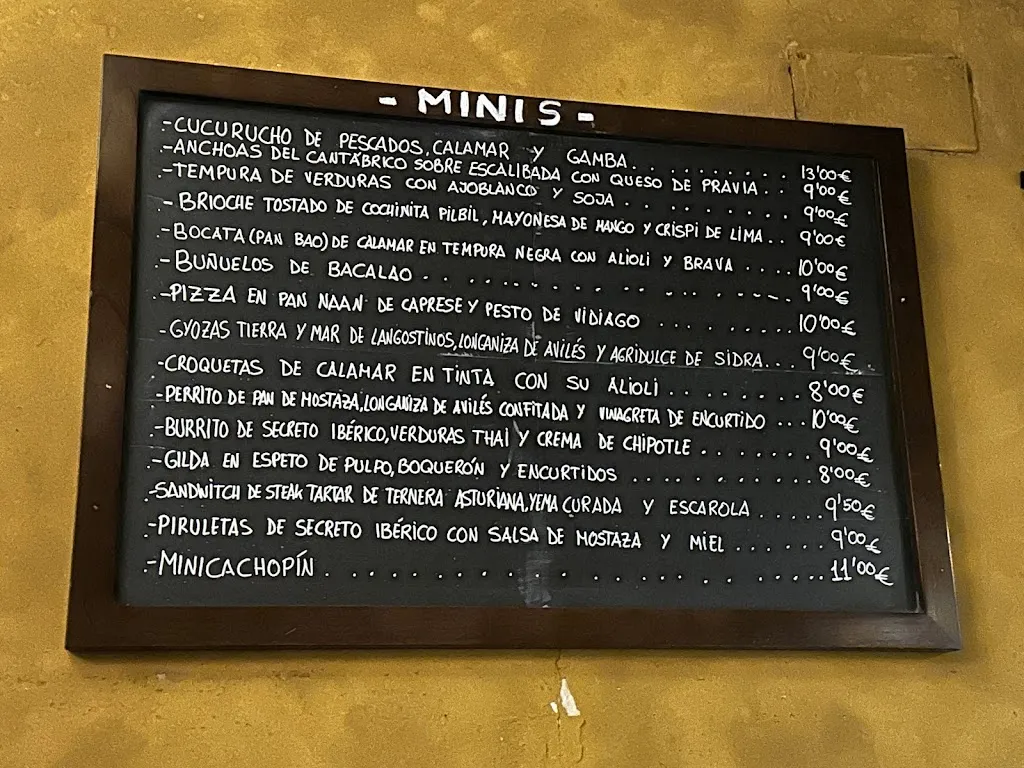 - MINIS -
-CUCURUCHO DE PESCADOS, CALAMAR Y GAMBA. . . . . . . . 13'00€
-ANCHOAS DEL CANTÁBRICO SOBRE ESCALIBADA CON QUESO DE PRAVIA . . 9'00€
-TEMPURA DE VERDURAS CON AJOBLANCO Y SOJA . . . . . . . . 9'00€
- BRIOCHE TOSTADO DE COCHINITA PILBIL, MAYONESA DE MANGO Y CRISPI DE LIMA . . 9'00€
-BOCATA (PAN BAO) DE CALAMAR EN TEMPURA NEGRA CON ALIOLI Y BRAVA . . . . 10'00€
-BUÑUELOS DE BACALAO . . . . . . . . . . . . . . . . 9'00€
-PIZZA EN PAN NAAN DE CAPRESE Y PESTO DE VIDIAGO . . . . . . . . 10'00€
-GYOZAS TIERRA Y MAR DE LANGOSTINOS, LONGANIZA DE AVILÉS Y AGRIDULCE DE SIDRA... 9'00€
-CROQUETAS DE CALAMAR EN TINTA CON SU ALIOLI . . . . . . . . 8'00€
-PERRITO DE PAN DE MOSTAZA, LONGANIZA DE AVILÉS CONFITADA Y VINAGRETA DE ENCURTIDO ... 10'00€
-BURRITO DE SECRETO IBÉRICO, VERDURAS THAI Y CREMA DE CHIPOTLE . . . . . . . 9'00€
-GILDA EN ESPETO DE PULPO, BOQUERÓN Y ENCURTIDOS . . . . . . . . . . . 8'00€
-SANDWITCH DE STEAK TARTAR DE TERNERA ASTURIANA, YEMA CURADA Y ESCAROLA . . . . . 9'50€
-PIRULETAS DE SECRETO IBÉRICO CON SALSA DE MOSTAZA Y MIEL . . . . . . . 9'00€
-MINICACHOPÍN . . . . . . . . . . . . . . . . . . . . 11'00€